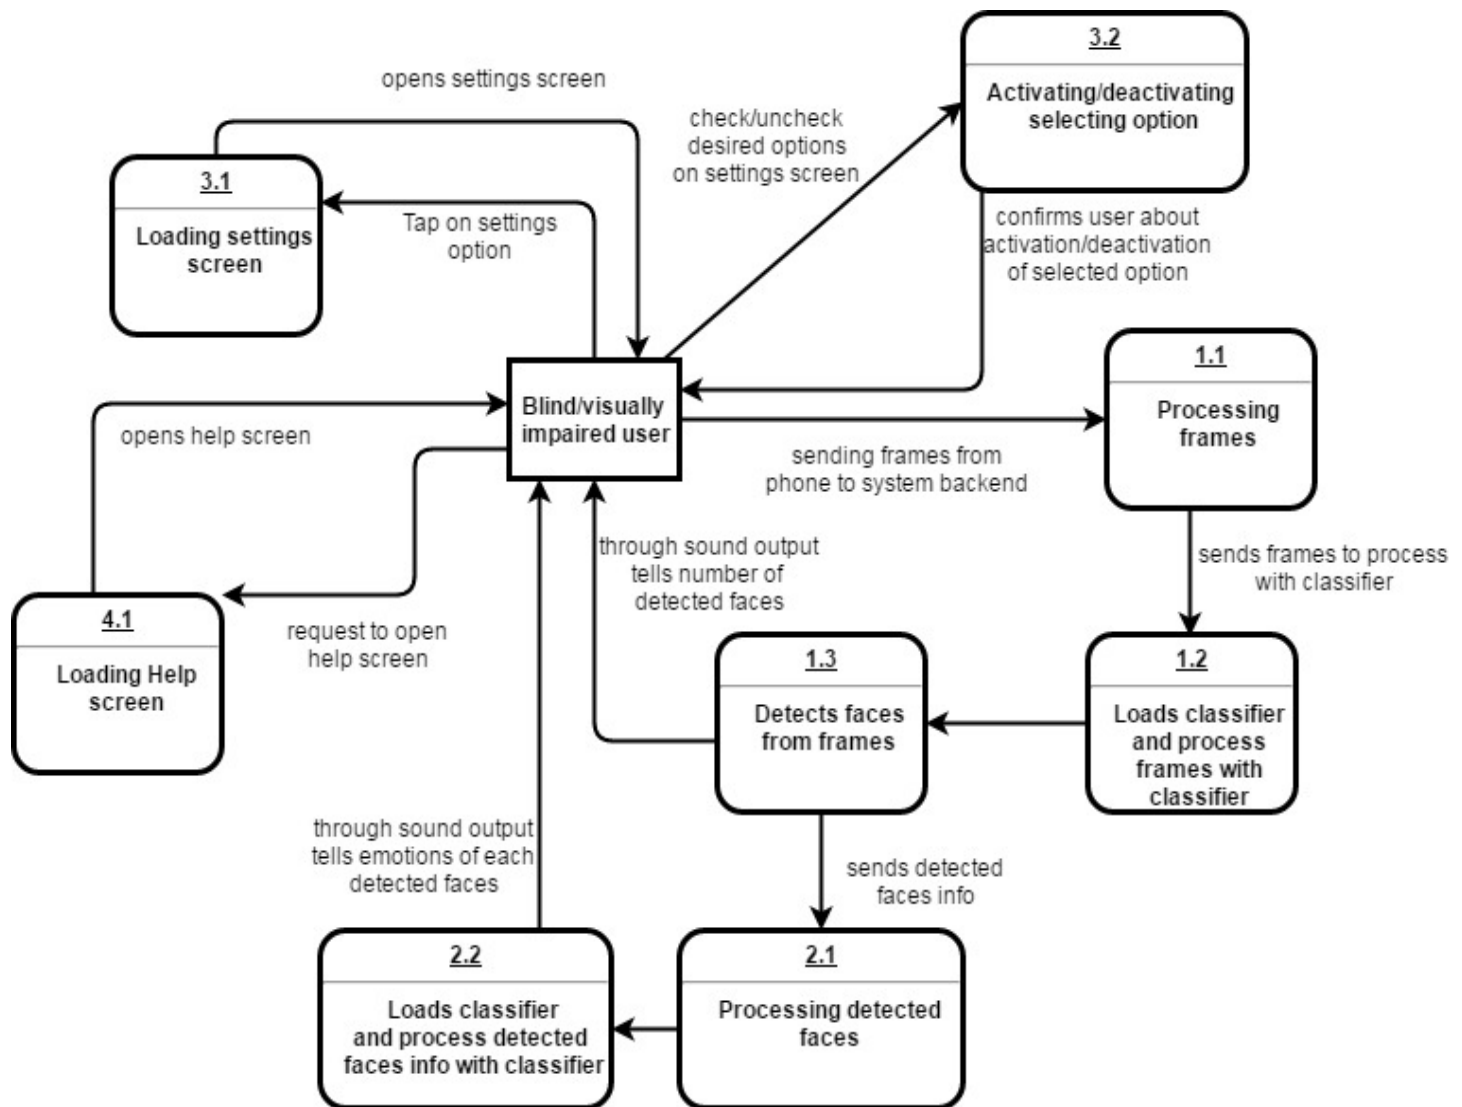 3.2
Activating/deactivating
selecting option
opens settings screen
check/uncheck
desired options
on settings screen
3.1
Loading settings
screen
Tap on settings
option
confirms user about
activation/deactivation
of selected option
1.1
Processing
frames
Blind/visually
impaired user
opens help screen
sending frames from
phone to system backend
through sound output
tells number of
detected faces
sends frames to process
with classifier
4.1
Loading Help
screen
request to open
help screen
1.3
Detects faces
from frames
1.2
Loads classifier
and process
frames with
classifier
through sound output
tells emotions of each
detected faces
sends detected
faces info
2.2
Loads classifier
and process detected
faces info with classifier
2.1
Processing detected
faces